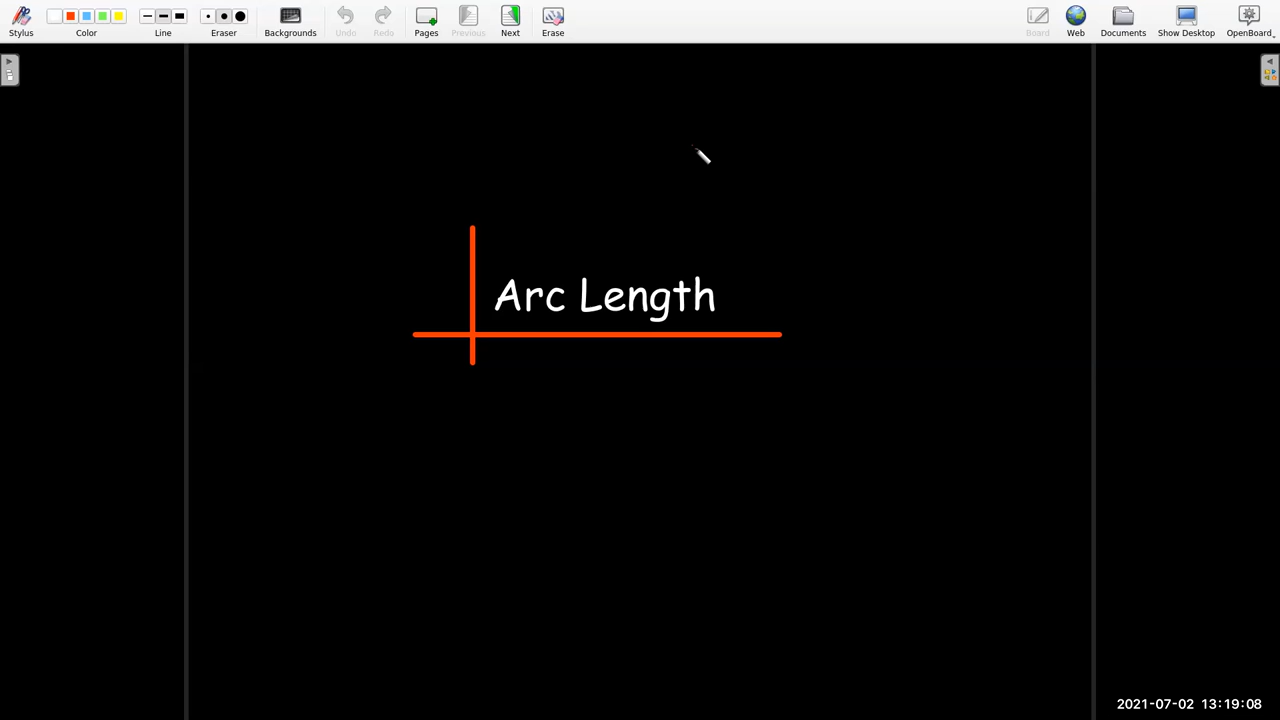 Stylus
Color
Line
Eraser
Backgrounds
Undo
Redo
Pages
Previous
Next
Erase
Board
Web
Documents
Show Desktop
OpenBoard
Arc Length
2021-07-02 13:19:08